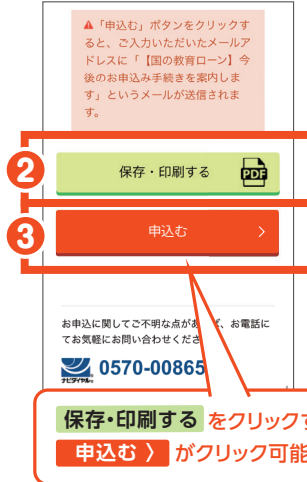 ▲「申込む」ボタンをクリックす
ると、ご入力いただいたメールア
ドレスに「【国の教育ローン】今
後のお申込み手続きを案内しま
す」というメールが送信されま
す。
2 保存・印刷する PDF
3 申込む >
お申込に関してご不明な点があ 、お電話に
てお気軽にお問い合わせくださ
ナビダイヤル 0570-00865
保存・印刷する をクリックす
申込む 〉 がクリック可能